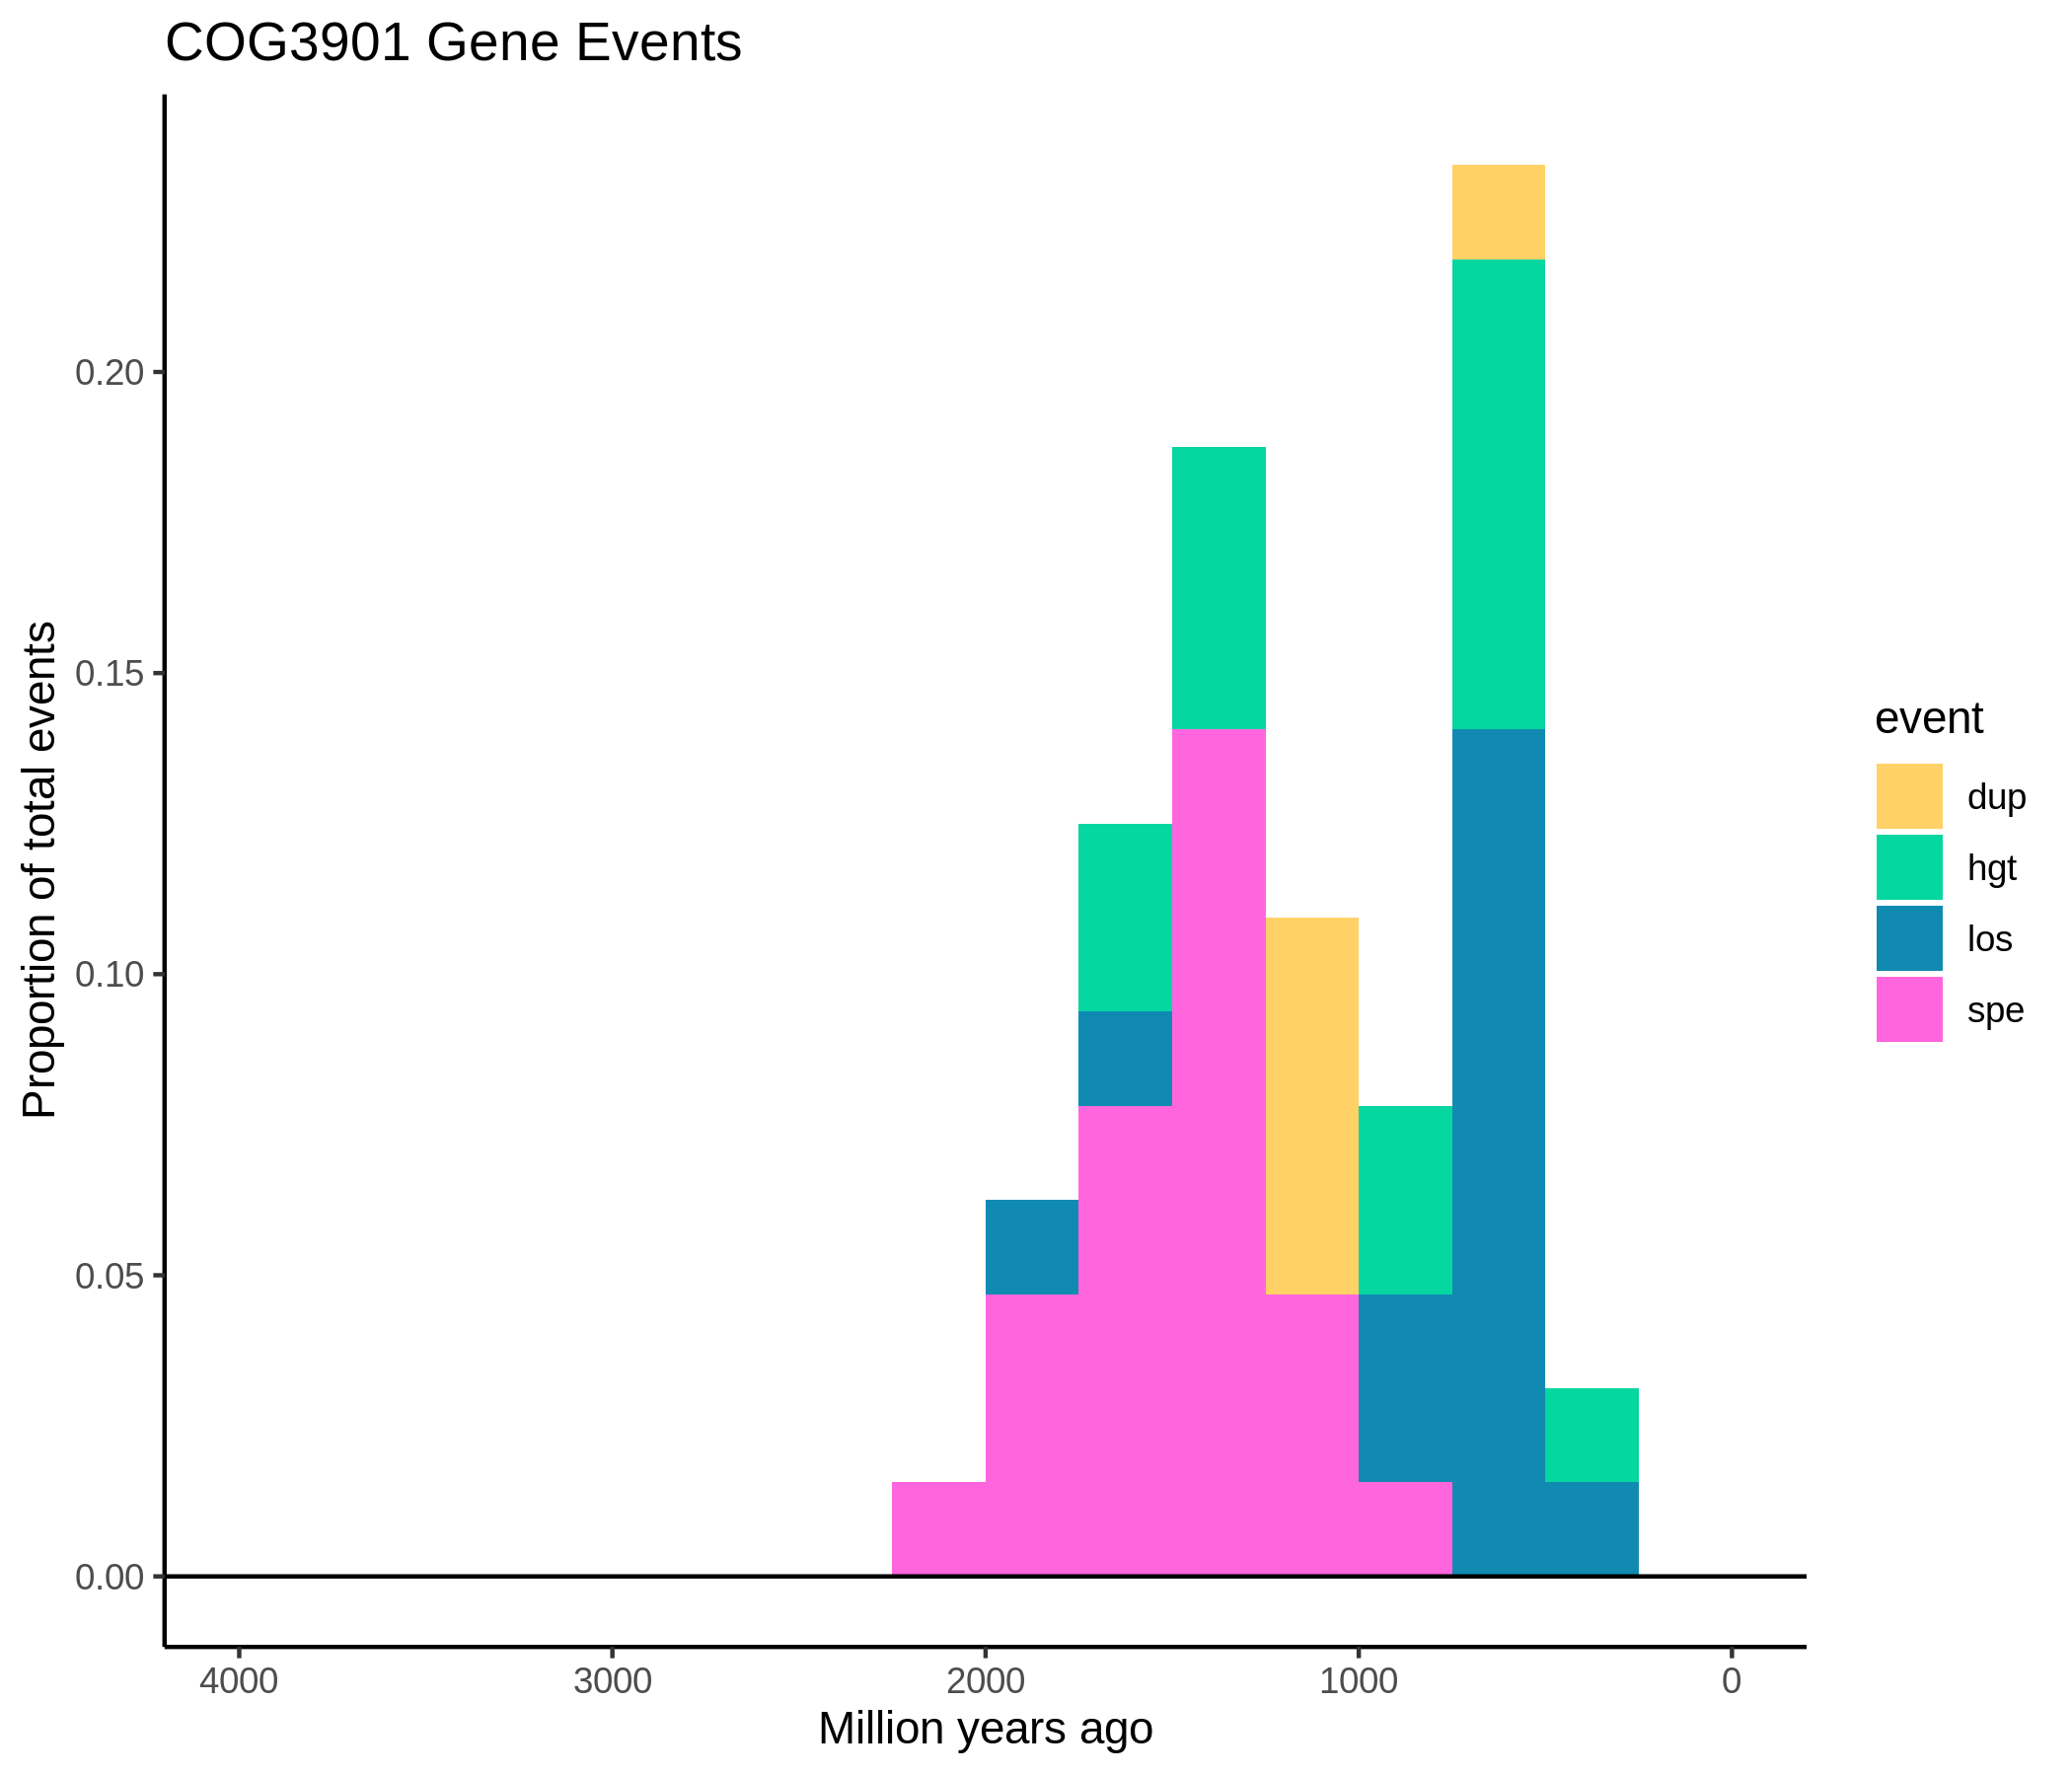 COG3901 Gene Events
Proportion of total events
0.20
0.15
0.10
0.05
0.00
4000 3000 2000 1000 0
Million years ago
event
dup
hgt
los
spe